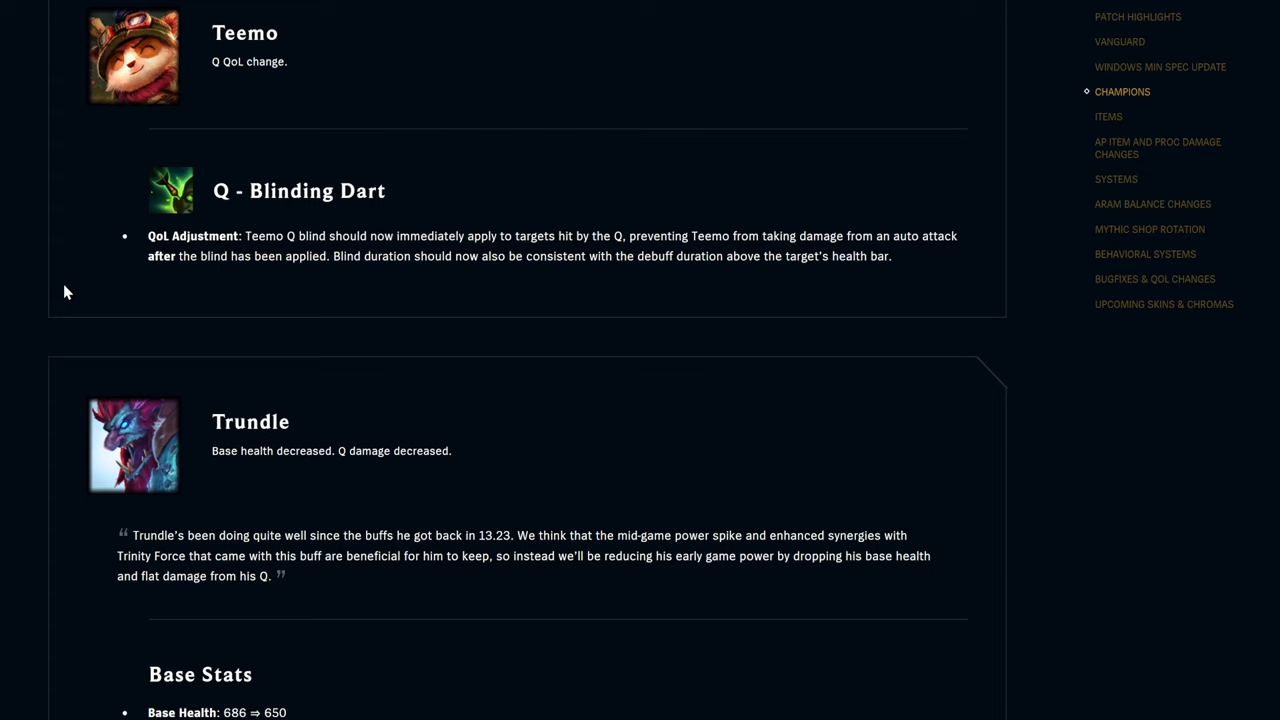 Teemo
Q QoL change.
Q - Blinding Dart
• QoL Adjustment: Teemo Q blind should now immediately apply to targets hit by the Q, preventing Teemo from taking damage from an auto attack
after the blind has been applied. Blind duration should now also be consistent with the debuff duration above the target's health bar.
Trundle
Base health decreased. Q damage decreased.
“ Trundle's been doing quite well since the buffs he got back in 13.23. We think that the mid-game power spike and enhanced synergies with
Trinity Force that came with this buff are beneficial for him to keep, so instead we'll be reducing his early game power by dropping his base health
and flat damage from his Q. ”
Base Stats
• Base Health: 686 ⇒ 650
PATCH HIGHLIGHTS
VANGUARD
WINDOWS MIN SPEC UPDATE
CHAMPIONS
ITEMS
AP ITEM AND PROC DAMAGE
CHANGES
SYSTEMS
ARAM BALANCE CHANGES
MYTHIC SHOP ROTATION
BEHAVIORAL SYSTEMS
BUGFIXES & QOL CHANGES
UPCOMING SKINS & CHROMAS